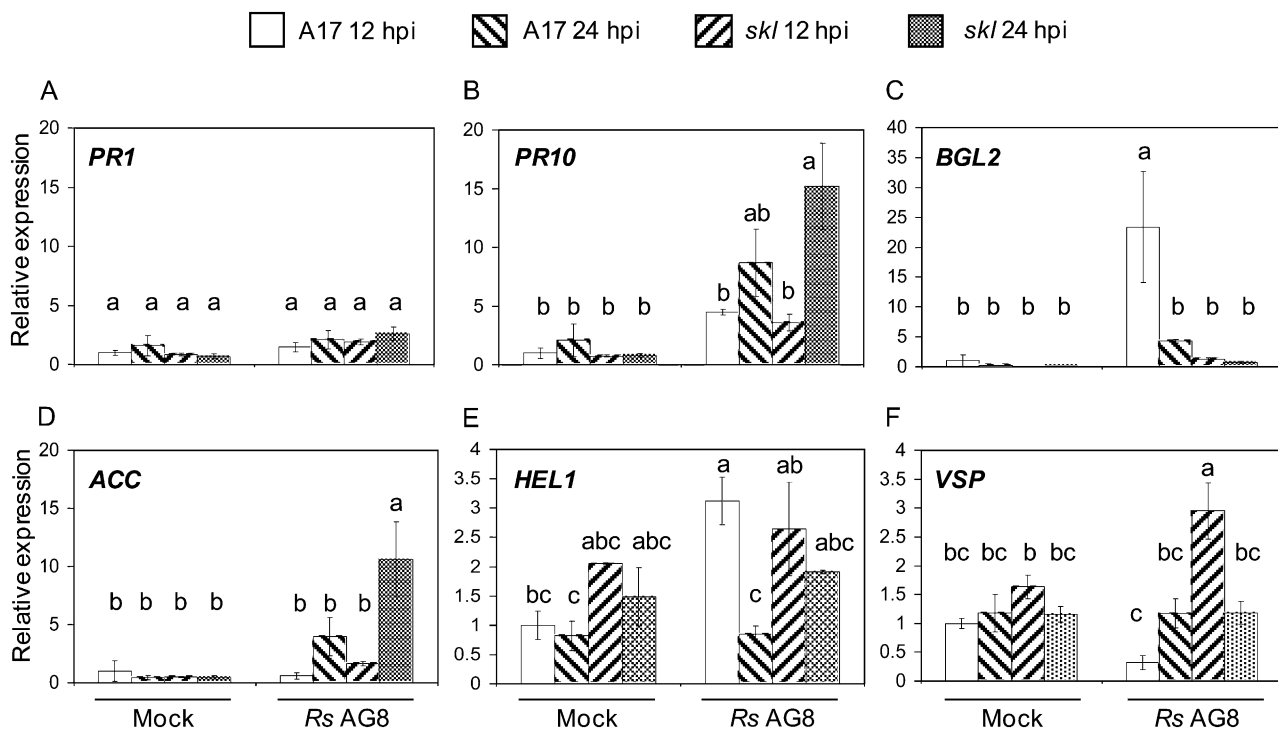 A17 12 hpi A17 24 hpi skl 12 hpi skl 24 hpi
A B C
Relative expression
20
15
10
5
0
PR1
a a a a a a a a
20
15
10
5
0
PR10
b b b b b ab b a
40
35
30
25
20
15
10
5
0
BGL2
b b b b a b b b
D E F
Relative expression
20
15
10
5
0
ACC
b b b b b b b a
Mock Rs AG8
4
3.5
3
2.5
2
1.5
1
0.5
0
HEL1
bc c abc abc a c ab abc
Mock Rs AG8
4
3.5
3
2.5
2
1.5
1
0.5
0
VSP
bc bc b bc c bc a bc
Mock Rs AG8